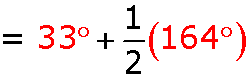 = 33° + 1/2 (164°)